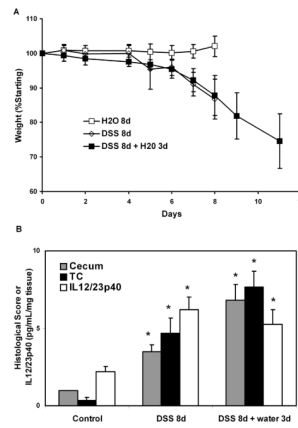 A
110
100
90
80
70
60
Weight (%Starting)
H2O 8d
DSS 8d
DSS 8d + H20 3d
0
2
4
6
8
10
Days
B
10
5
0
Histological Score or
IL12/23p40 (pg/mL/mg tissue)
Cecum
TC
IL12/23p40
* * *
* * *
Control
DSS 8d
DSS 8d + water 3d